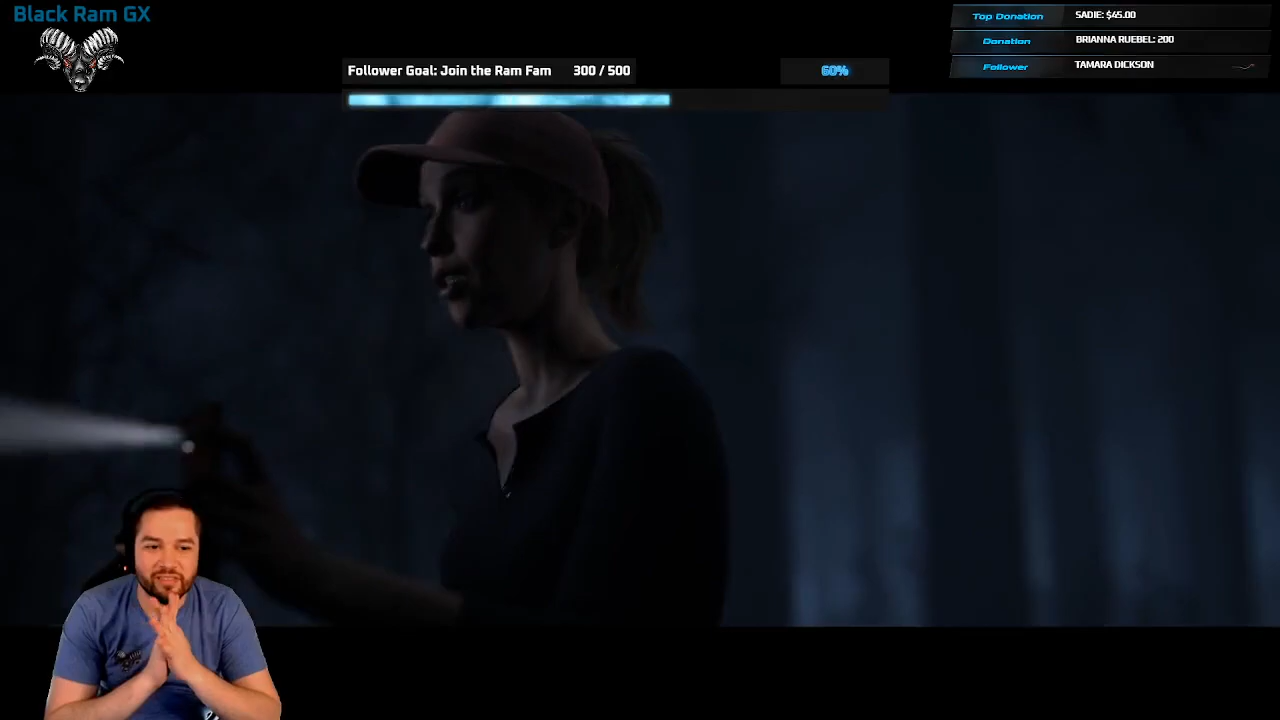 Black Ram GX
Top Donation SADIE: $45.00
Donation BRIANNA RUEBEL: 200
Follower TAMARA DICKSON
Follower Goal: Join the Ram Fam 300 / 500 60%